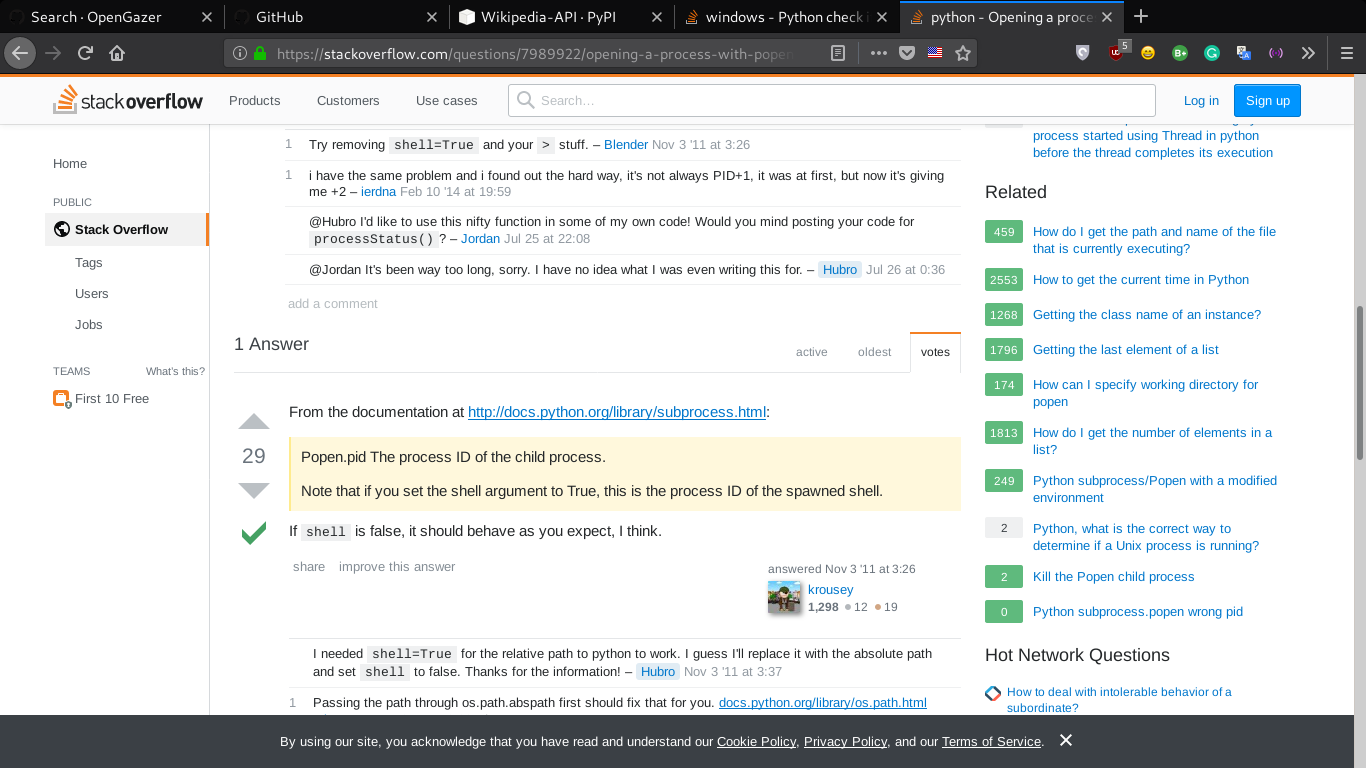 Search · OpenGazer
GitHub
Wikipedia-API · PyPI
windows - Python check i
python - Opening a proce
https://stackoverflow.com/questions/7989922/opening-a-process-with-popen
5
stackoverflow
Products
Customers
Use cases
Search…
Log in
Sign up
Home
PUBLIC
Stack Overflow
Tags
Users
Jobs
TEAMS
What's this?
First 10 Free
1 Try removing shell=True and your > stuff. – Blender Nov 3 '11 at 3:26
1 i have the same problem and i found out the hard way, it's not always PID+1, it was at first, but now it's giving
me +2 – ierdna Feb 10 '14 at 19:59
@Hubro I'd like to use this nifty function in some of my own code! Would you mind posting your code for
processStatus() ? – Jordan Jul 25 at 22:08
@Jordan It's been way too long, sorry. I have no idea what I was even writing this for. – Hubro Jul 26 at 0:36
add a comment
1 Answer
active
oldest
votes
29
From the documentation at http://docs.python.org/library/subprocess.html:
Popen.pid The process ID of the child process.
Note that if you set the shell argument to True, this is the process ID of the spawned shell.
If shell is false, it should behave as you expect, I think.
share
improve this answer
answered Nov 3 '11 at 3:26
krousey
1,298 12 19
I needed shell=True for the relative path to python to work. I guess I'll replace it with the absolute path
and set shell to false. Thanks for the information! – Hubro Nov 3 '11 at 3:37
1 Passing the path through os.path.abspath first should fix that for you. docs.python.org/library/os.path.html
process started using Thread in python
before the thread completes its execution
Related
459 How do I get the path and name of the file
that is currently executing?
2553 How to get the current time in Python
1268 Getting the class name of an instance?
1796 Getting the last element of a list
174 How can I specify working directory for
popen
1813 How do I get the number of elements in a
list?
249 Python subprocess/Popen with a modified
environment
2 Python, what is the correct way to
determine if a Unix process is running?
2 Kill the Popen child process
0 Python subprocess.popen wrong pid
Hot Network Questions
How to deal with intolerable behavior of a
subordinate?
By using our site, you acknowledge that you have read and understand our Cookie Policy, Privacy Policy, and our Terms of Service.